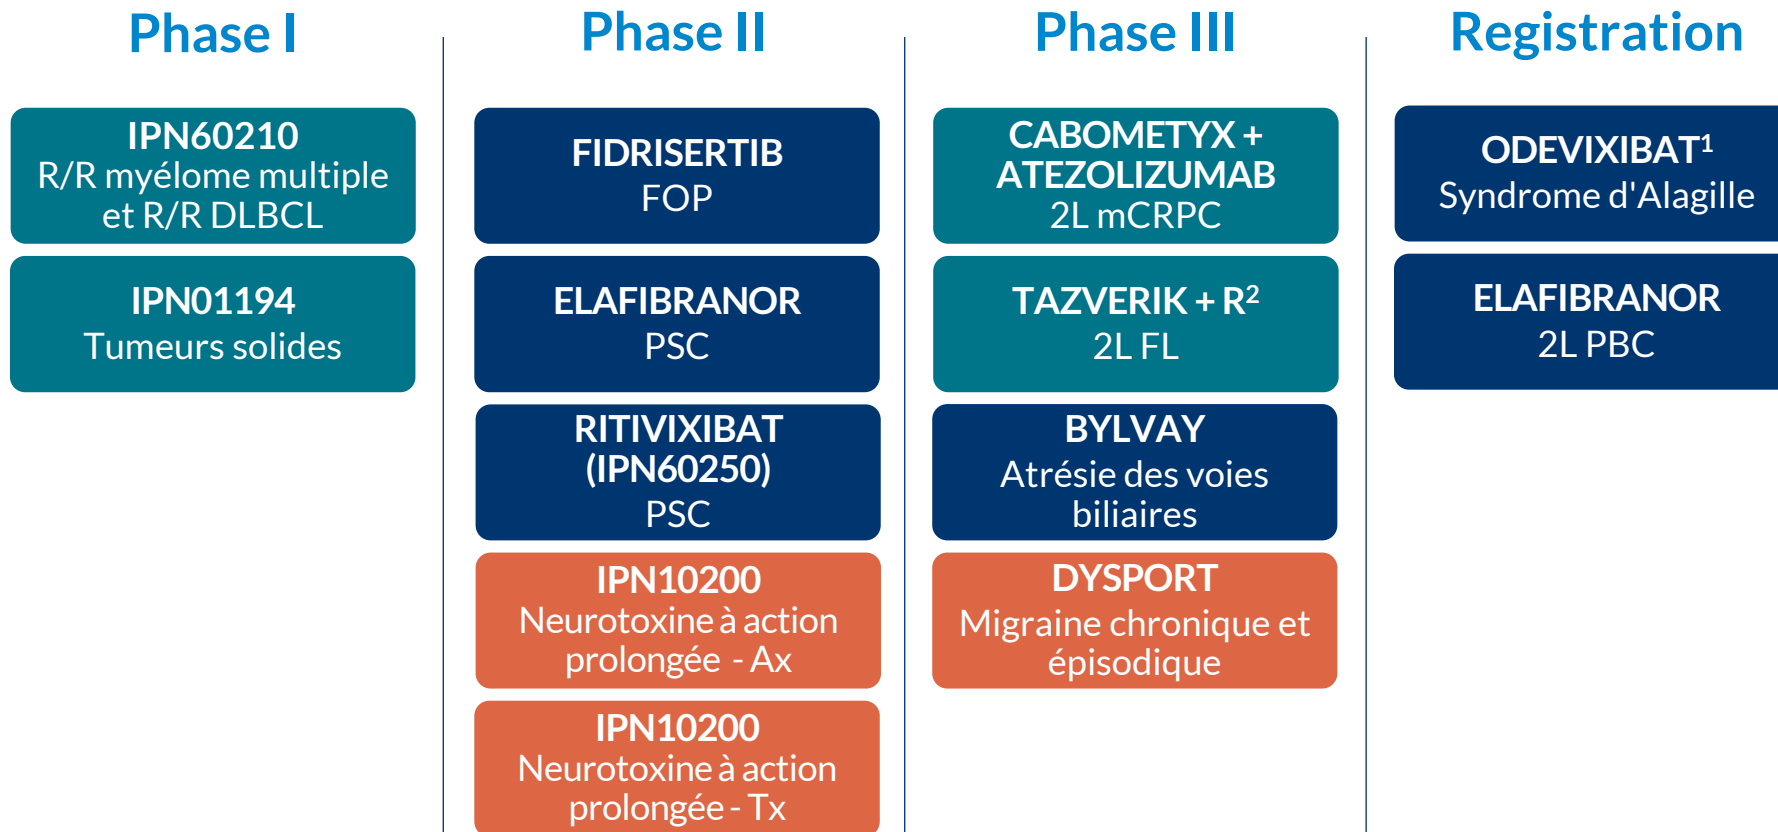 Phase I
IPN60210
R/R myélome multiple
et R/R DLBCL
IPN01194
Tumeurs solides
Phase II
FIDRISERTIB
FOP
ELAFIBRANOR
PSC
RITIVIXIBAT
(IPN60250)
PSC
IPN10200
Neurotoxine à action
prolongée - Ax
IPN10200
Neurotoxine à action
prolongée - Tx
Phase III
CABOMETYX +
ATEZOLIZUMAB
2L mCRPC
TAZVERIK + R²
2L FL
BYLVAY
Atrésie des voies
biliaires
DYSPORT
Migraine chronique et
épisodique
Registration
ODEVIXIBAT¹
Syndrome d'Alagille
ELAFIBRANOR
2L PBC